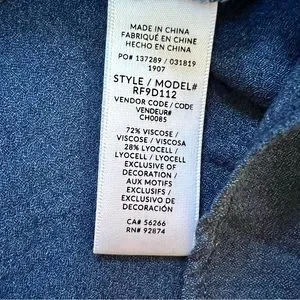 MADE IN CHINA
FABRIQUÉ EN CHINE
HECHO EN CHINA
PO# 137289 / 031819
1907
STYLE / MODEL#
RF9D112
VENDOR CODE / CODE
VENDEUR#
CH0085
72% VISCOSE /
VISCOSE / VISCOSA
28% LYOCELL /
LYOCELL / LYOCELL
EXCLUSIVE OF
DECORATION /
AUX MOTIFS
EXCLUSIFS /
EXCLUSIVO DE
DECORACIÓN
CA# 56266
RN# 92874